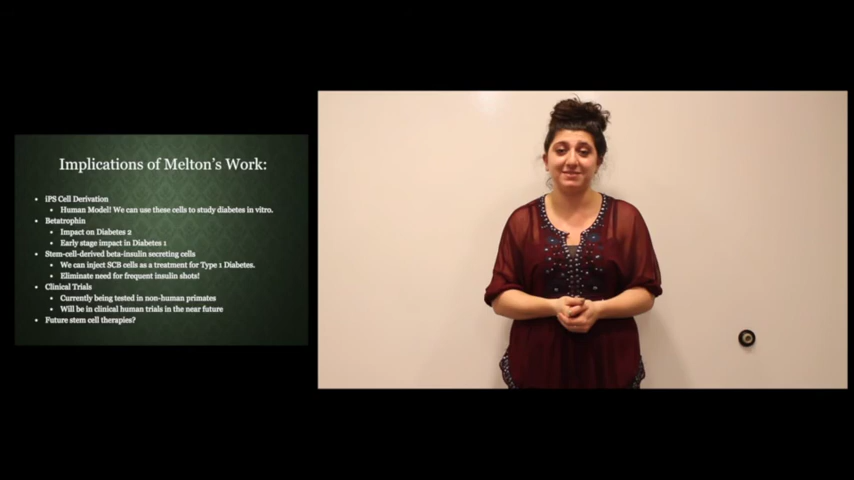 Implications of Melton's Work:
• iPS Cell Derivation
• Human Model! We can use these cells to study diabetes in vitro.
• Betatrophin
• Impact on Diabetes 2
• Early stage impact in Diabetes 1
• Stem-cell-derived beta-insulin secreting cells
• We can inject SCB cells as a treatment for Type 1 Diabetes.
• Eliminate need for frequent insulin shots!
• Clinical Trials
• Currently being tested in non-human primates
• Will be in clinical human trials in the near future
• Future stem cell therapies?